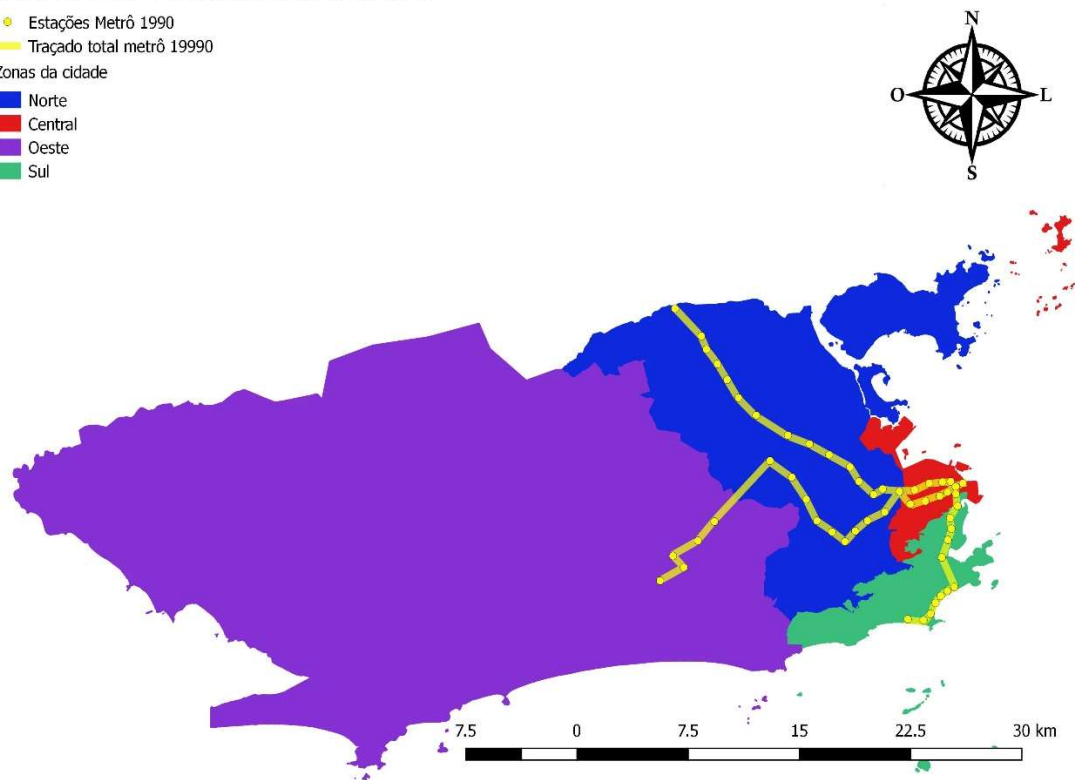 Estações Metrô 1990
Traçado total metrô 19990
Zonas da cidade
Norte
Central
Oeste
Sul
N
O
L
S
7.5 0 7.5 15 22.5 30 km